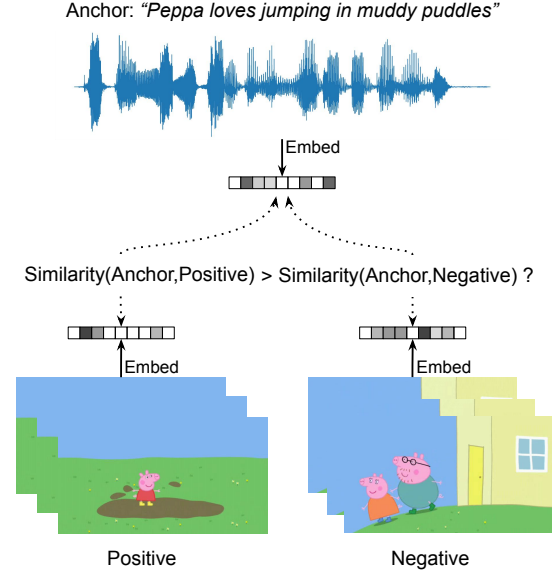 Anchor: “Peppa loves jumping in muddy puddles”
Embed
Similarity(Anchor,Positive) > Similarity(Anchor,Negative) ?
Embed
Embed
Positive
Negative